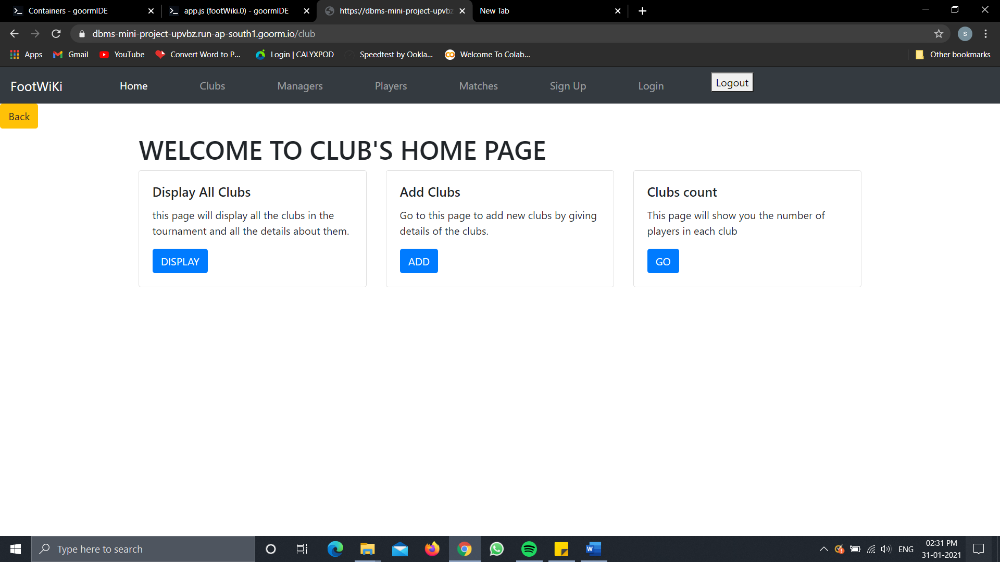 Containers - goormIDE
app.js (footWiki.0) - goormIDE
https://dbms-mini-project-upvbz
New Tab
dbms-mini-project-upvbz.run-ap-south1.goorm.io/club
s
Apps
Gmail
YouTube
Convert Word to P...
Login | CALYXPOD
Speedtest by Ookla...
Welcome To Colab...
Other bookmarks
FootWiKi
Home
Clubs
Managers
Players
Matches
Sign Up
Login
Logout
Back
WELCOME TO CLUB'S HOME PAGE
Display All Clubs
this page will display all the clubs in the
tournament and all the details about them.
DISPLAY
Add Clubs
Go to this page to add new clubs by giving
details of the clubs.
ADD
Clubs count
This page will show you the number of
players in each club
GO
Type here to search
ENG
02:31 PM
31-01-2021